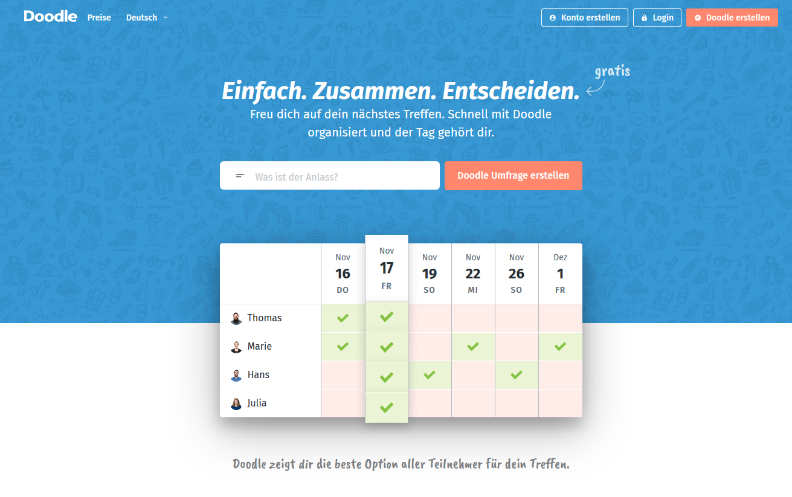 Doodle Preise Deutsch Konto erstellen Login Doodle erstellen
gratis
Einfach. Zusammen. Entscheiden.
Freu dich auf dein nächstes Treffen. Schnell mit Doodle
organisiert und der Tag gehört dir.
Was ist der Anlass? Doodle Umfrage erstellen
Nov Nov Nov Nov Nov Dez
16 17 19 22 26 1
DO FR SO MI SO FR
Thomas
Marie
Hans
Julia
Doodle zeigt dir die beste Option aller Teilnehmer für dein Treffen.